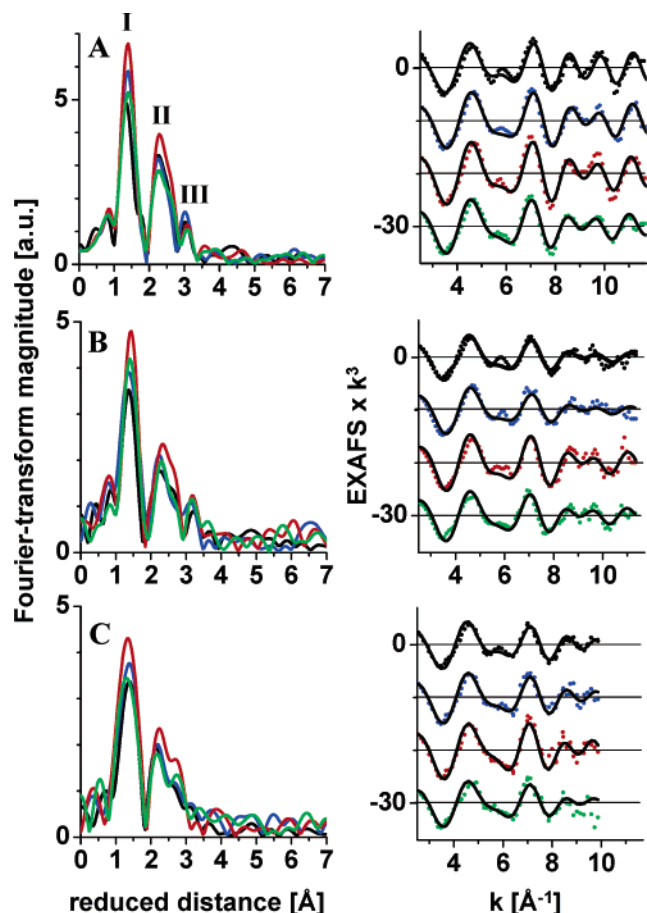 A
I
II
III
5
0
0 1 2 3 4 5 6 7
0
-30
4 6 8 10
B
5
0
0 1 2 3 4 5 6 7
0
-30
4 6 8 10
C
5
0
0 1 2 3 4 5 6 7
0
-30
4 6 8 10
Fourier-transform magnitude [a.u.]
EXAFS x k³
reduced distance [Å]
k [Å⁻¹]